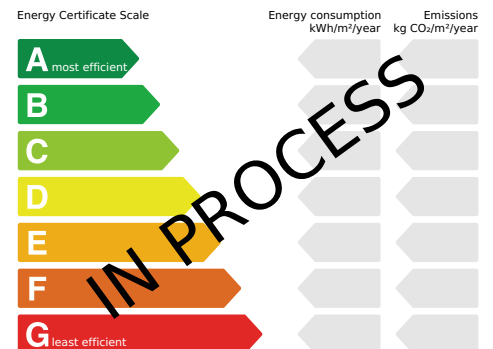 Energy Certificate Scale
Energy consumption
kWh/m²/year
Emissions
kg CO₂/m²/year
A most efficient
B
C
D
E
F
G least efficient
IN PROCESS